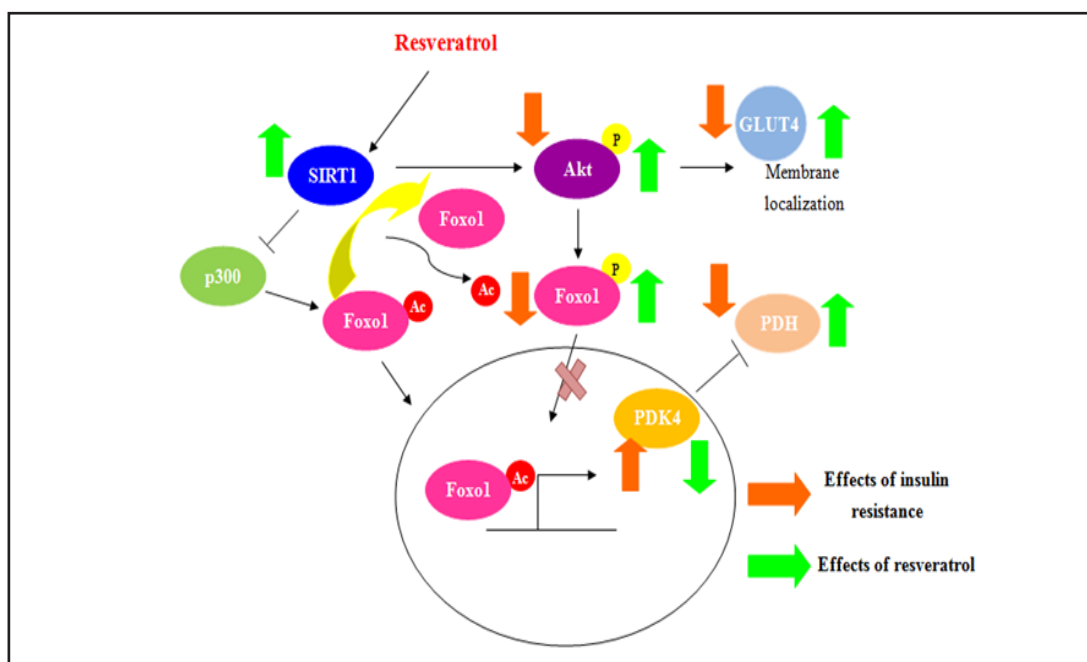 Resveratrol
P
GLUT4
SIRT1
Akt
Membrane
localization
Foxo1
p300
Ac
P
Foxo1
Foxo1
Ac
PDH
PDK4
Foxo1
Ac
Effects of insulin
resistance
Effects of resveratrol